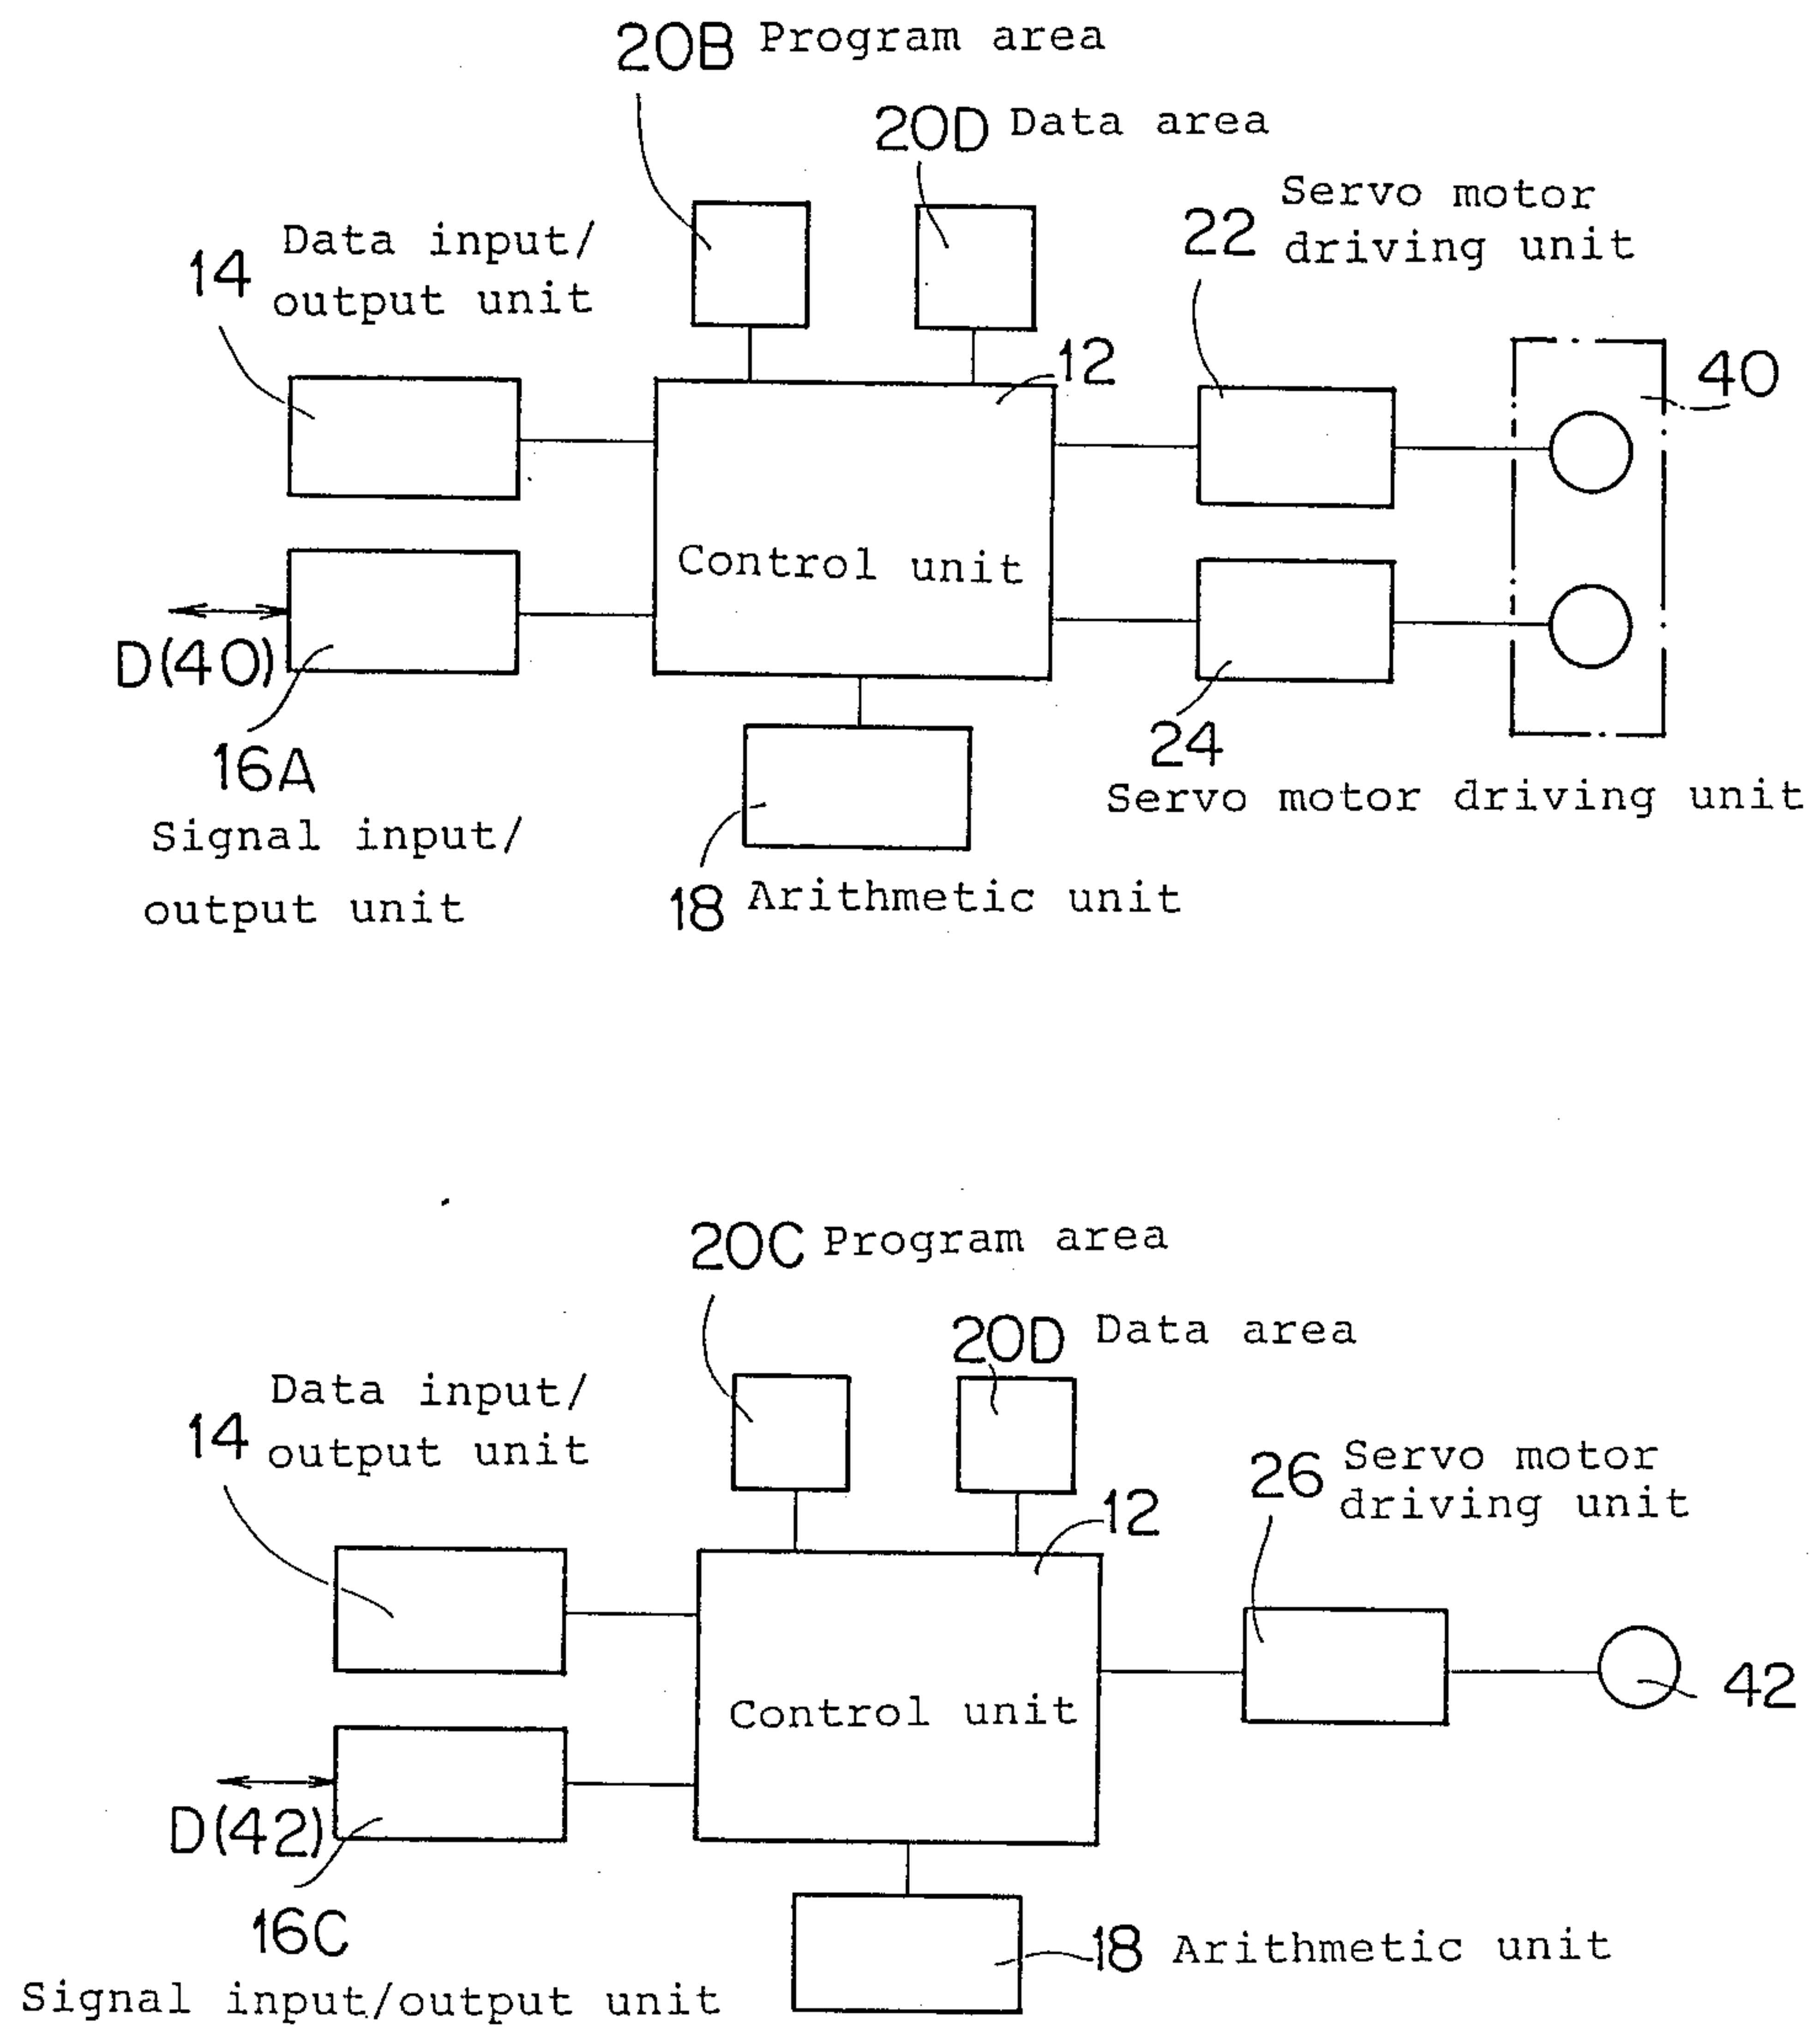 20B Program area
20D Data area
22 Servo motor
driving unit
14 Data input/
output unit
12
40
Control unit
D(40)
16A
Signal input/
output unit
24
Servo motor driving unit
18 Arithmetic unit
20C Program area
20D Data area
14 Data input/
output unit
12
26 Servo motor
driving unit
42
Control unit
D(42)
16C
Signal input/output unit
18 Arithmetic unit